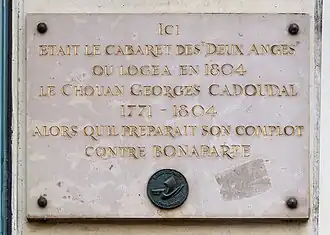 ICI
ETAIT LE CABARET DES "DEUX ANGES"
OU LOGEA EN 1804
LE CHOUAN GEORGES CADOUDAL
1771 - 1804
ALORS QU'IL PREPARAIT SON COMPLOT
CONTRE BONAPARTE